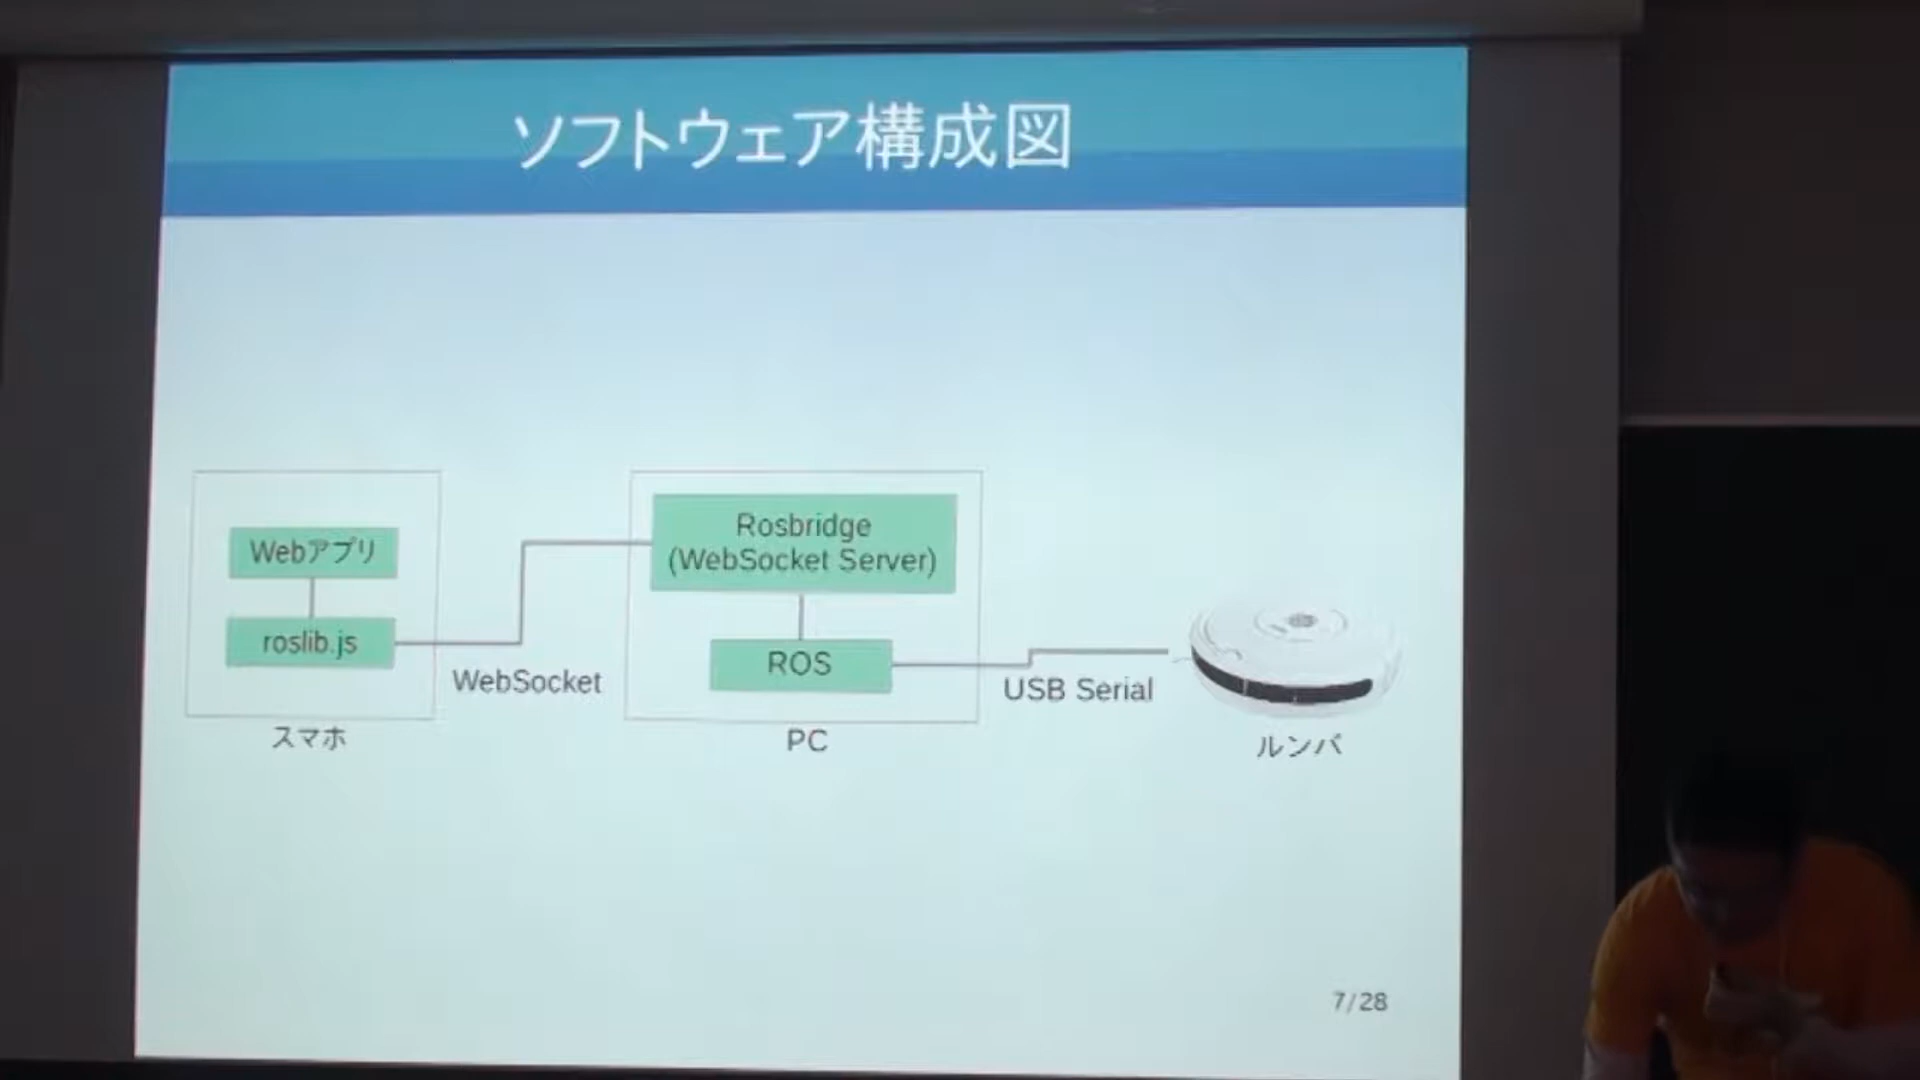 ソフトウェア構成図
Webアプリ
roslib.js
スマホ
WebSocket
Rosbridge
(WebSocket Server)
ROS
PC
USB Serial
ルンバ
7/28